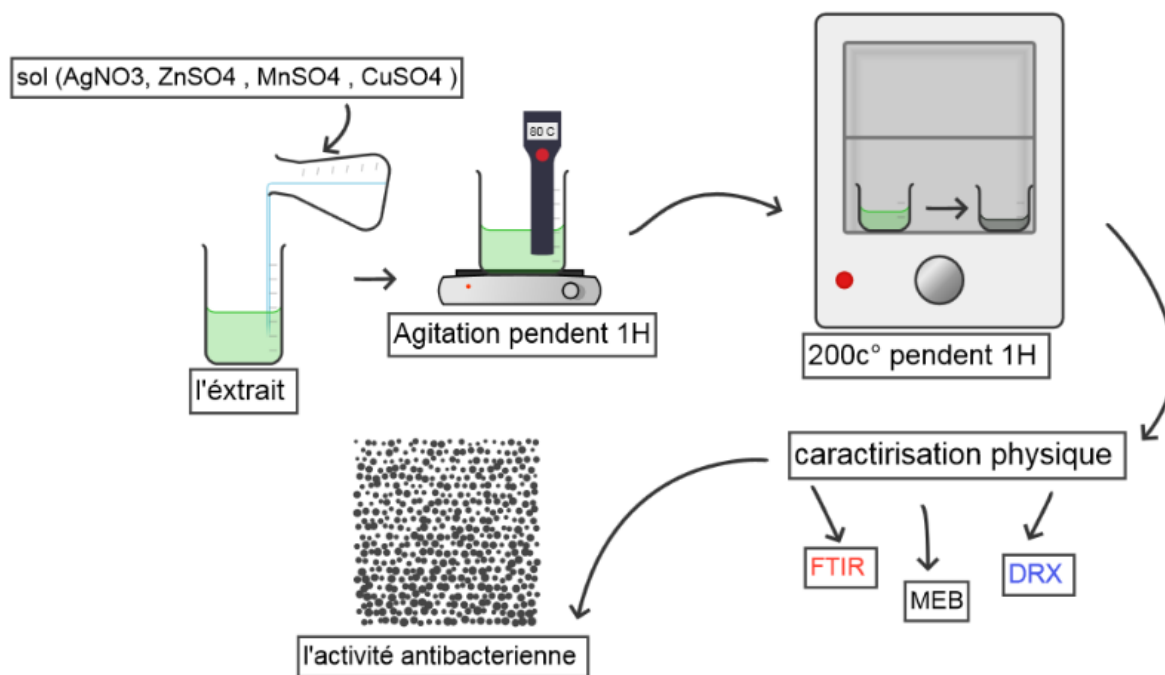 sol (AgNO3, ZnSO4 , MnSO4 , CuSO4 )
80 C
l'éxtrait
Agitation pendent 1H
200c° pendent 1H
caractirisation physique
FTIR
MEB
DRX
l'activité antibacterienne